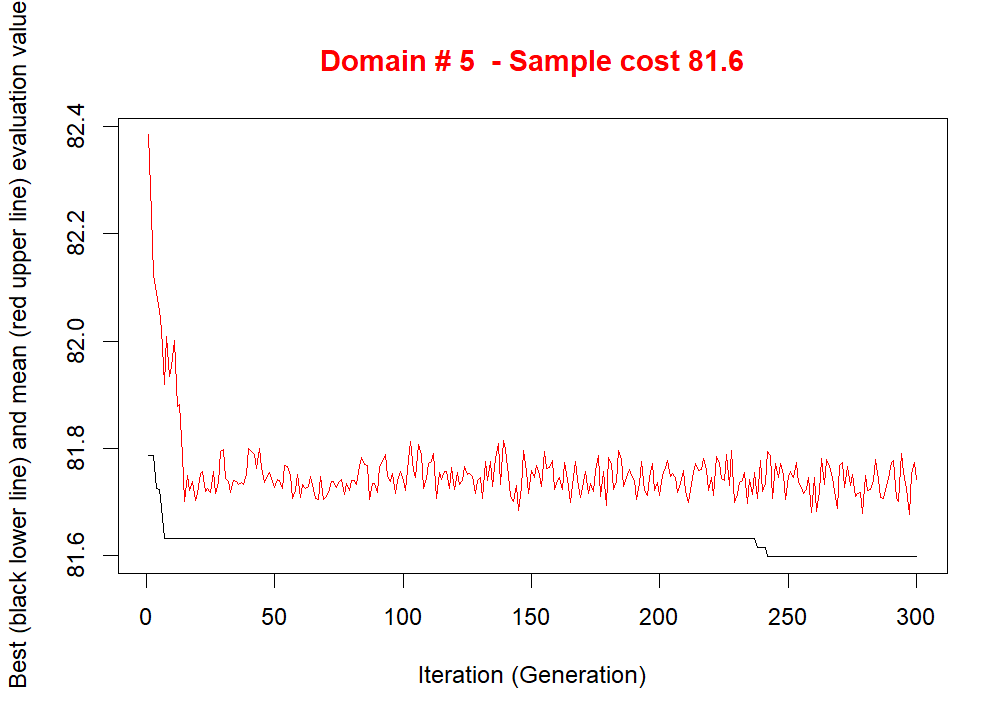 Domain # 5  - Sample cost 81.6
Best (black lower line) and mean (red upper line) evaluation value
82.4
82.2
82.0
81.8
81.6
0 50 100 150 200 250 300
Iteration (Generation)